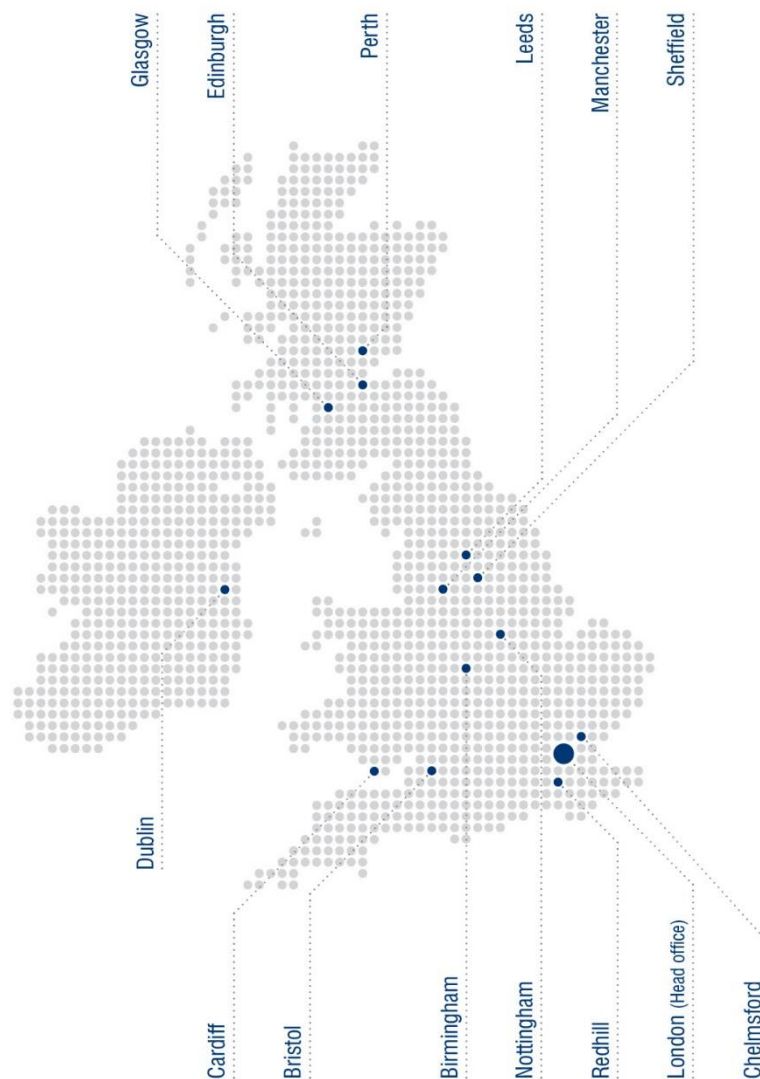 Glasgow
Edinburgh
Perth
Leeds
Manchester
Sheffield
Dublin
Cardiff
Bristol
Birmingham
Nottingham
Redhill
London (Head office)
Chelmsford